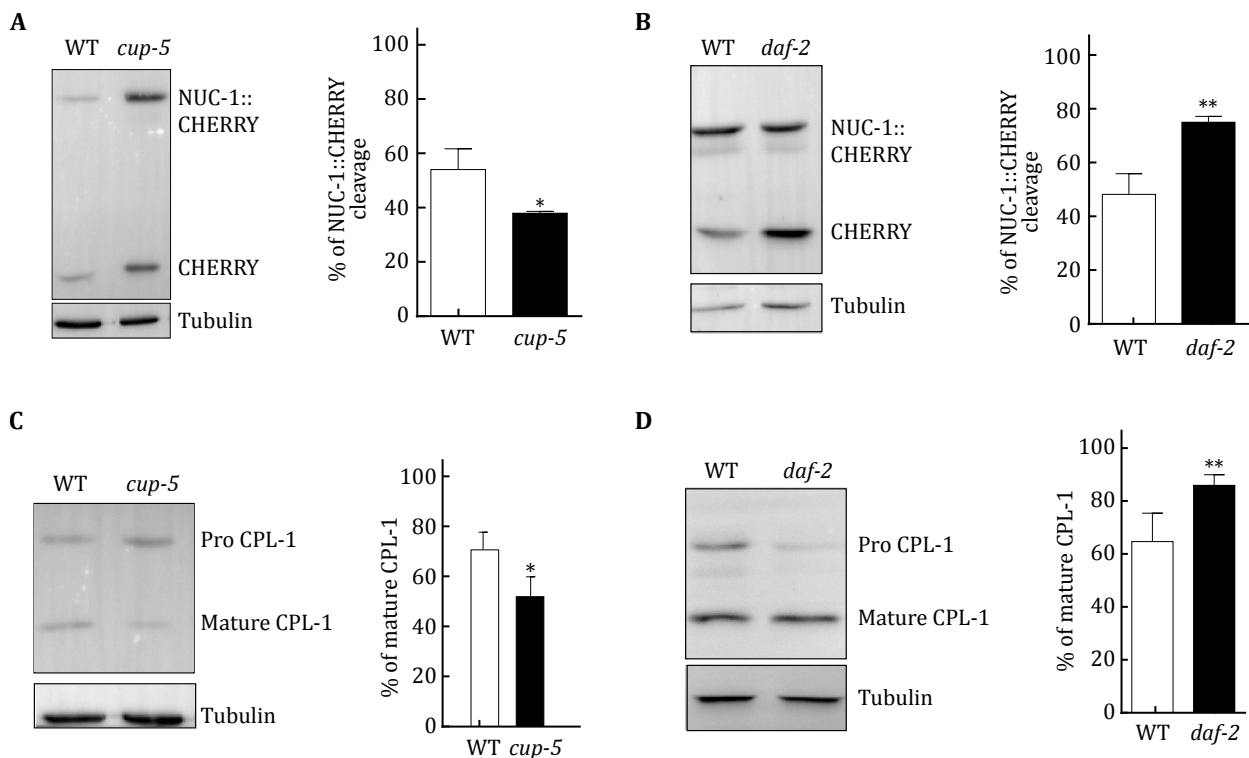 A
WT cup-5
NUC-1::
CHERRY
CHERRY
Tubulin
% of NUC-1::CHERRY
cleavage
100
80
60
40
20
0
*
WT cup-5
B
WT daf-2
NUC-1::
CHERRY
CHERRY
Tubulin
% of NUC-1::CHERRY
cleavage
100
80
60
40
20
0
**
WT daf-2
C
WT cup-5
Pro CPL-1
Mature CPL-1
Tubulin
% of mature CPL-1
100
80
60
40
20
0
*
WT cup-5
D
WT daf-2
Pro CPL-1
Mature CPL-1
Tubulin
% of mature CPL-1
100
80
60
40
20
0
**
WT daf-2